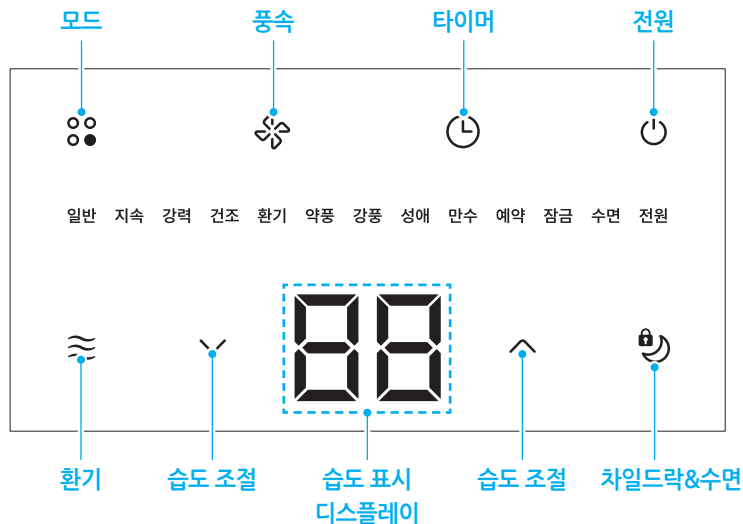 모드 풍속 타이머 전원
일반 지속 강력 건조 환기 약풍 강풍 성애 만수 예약 잠금 수면 전원
88
환기 습도 조절 습도 표시 습도 조절 차일드락&수면
디스플레이